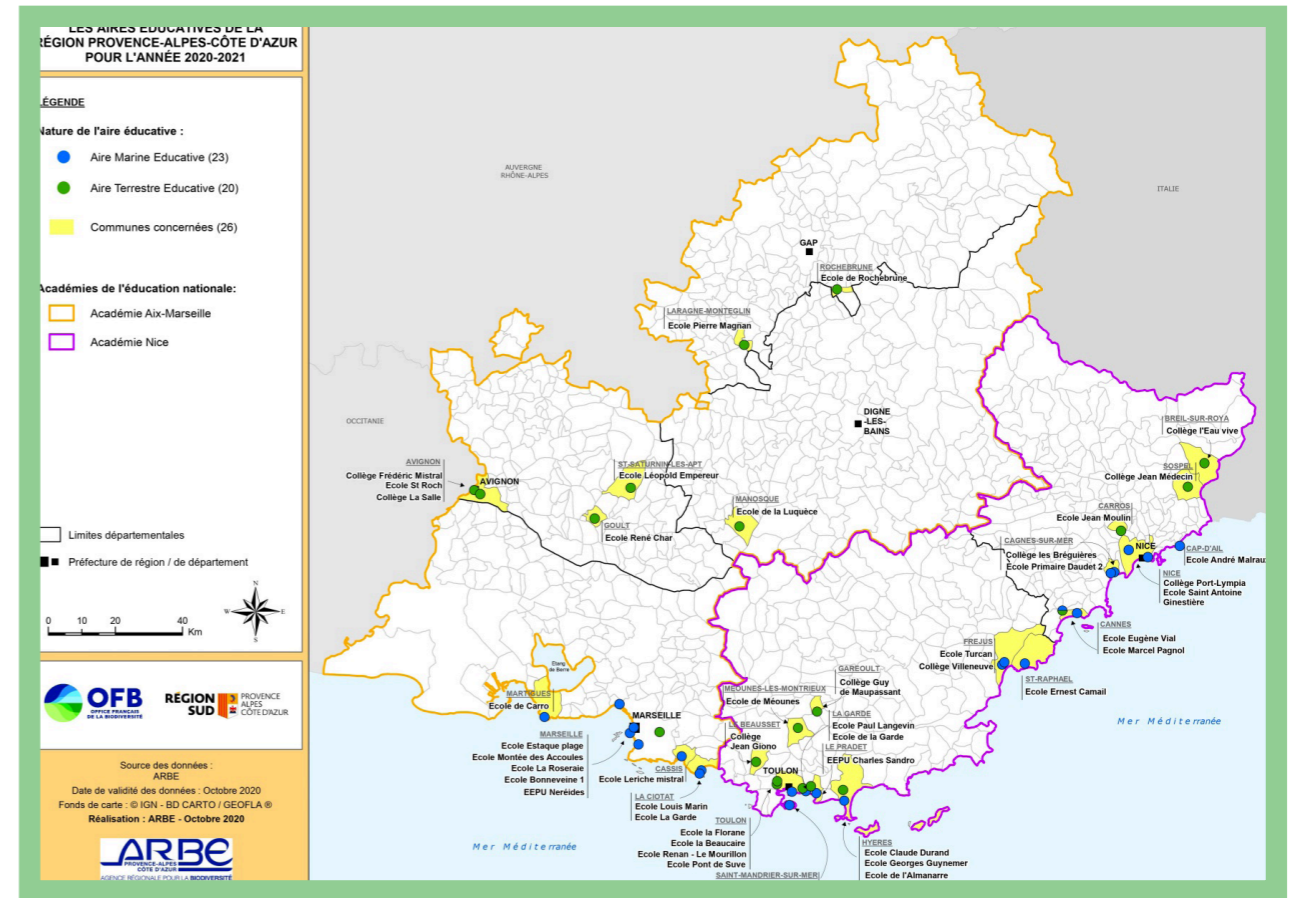 LES AIRES EDUCATIVES DE LA
RÉGION PROVENCE-ALPES-CÔTE D'AZUR
POUR L'ANNÉE 2020-2021
LÉGENDE
Nature de l'aire éducative :
Aire Marine Educative (23)
Aire Terrestre Educative (20)
Communes concernées (26)
Académies de l'éducation nationale:
Académie Aix-Marseille
Académie Nice
Limites départementales
Préfecture de région / de département
N
W
E
S
0 10 20 40
Km
OFB
OFFICE FRANÇAIS
DE LA BIODIVERSITÉ
RÉGION
SUD
PROVENCE
ALPES
CÔTE D'AZUR
Source des données :
ARBE
Date de validité des données : Octobre 2020
Fonds de carte : © IGN - BD CARTO / GEOFLA ®
Réalisation : ARBE - Octobre 2020
ARBE
PROVENCE-ALPES
CÔTE D'AZUR
AGENCE RÉGIONALE POUR LA BIODIVERSITÉ
AUVERGNE
RHÔNE-ALPES
ITALIE
OCCITANIE
GAP
ROCHEBRUNE
Ecole de Rochebrune
LARAGNE-MONTEGLIN
Ecole Pierre Magnan
DIGNE
-LES-
BAINS
BREIL-SUR-ROYA
Collège l'Eau vive
SOSPEL
Collège Jean Médecin
CARROS
Ecole Jean Moulin
CAGNES-SUR-MER
Collège les Bréguières
Ecole Primaire Daudet 2
NICE
CAP-D'AIL
Ecole André Malrau
NICE
Collège Port-Lympia
Ecole Saint Antoine
Ginestière
CANNES
Ecole Eugène Vial
Ecole Marcel Pagnol
AVIGNON
Collège Frédéric Mistral
Ecole St Roch
Collège La Salle
AVIGNON
ST-SATURNIN-LES-APT
Ecole Léopold Empereur
GOULT
Ecole René Char
MANOSQUE
Ecole de la Luquèce
FREJUS
Ecole Turcan
Collège Villeneuve
ST-RAPHAEL
Ecole Ernest Camail
Mer Méditerranée
Etang
de Berre
MARTIGUES
Ecole de Carro
MARSEILLE
MARSEILLE
Ecole Estaque plage
Ecole Montée des Accoules
Ecole La Roseraie
Ecole Bonneveine 1
EEPU Neréides
CASSIS
Ecole Leriche mistral
LA CIOTAT
Ecole Louis Marin
Ecole La Garde
GAREOULT
Collège Guy
de Maupassant
MEOUNES-LES-MONTRIEUX
Ecole de Méounes
LE BEAUSSET
Collège
Jean Giono
LA GARDE
Ecole Paul Langevin
Ecole de la Garde
LE PRADET
EEPU Charles Sandro
TOULON
TOULON
Ecole la Florane
Ecole la Beaucaire
Ecole Renan - Le Mourillon
Ecole Pont de Suve
SAINT-MANDRIER-SUR-MER
HYERES
Ecole Claude Durand
Ecole Georges Guynemer
Ecole de l'Almanarre
Mer Méditerranée